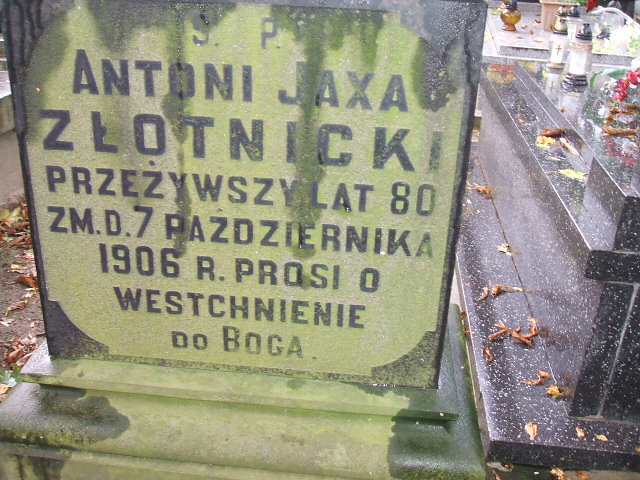 Ś. P.
ANTONI JAXA
ZŁOTNICKI
PRZEŻYWSZY LAT 80
ZM. D. 7 PAŹDZIERNIKA
1906 R. PROSI O
WESTCHNIENIE
DO BOGA.